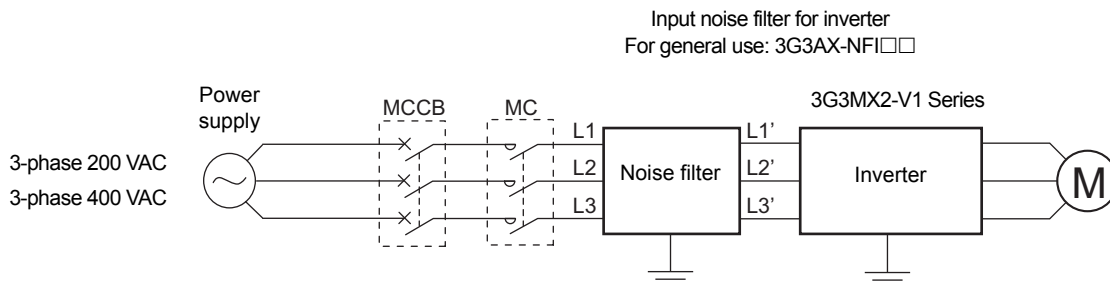 Input noise filter for inverter
For general use: 3G3AX-NFI□□
Power
supply
MCCB
MC
3G3MX2-V1 Series
3-phase 200 VAC
3-phase 400 VAC
L1
L2
L3
Noise filter
L1’
L2’
L3’
Inverter
M